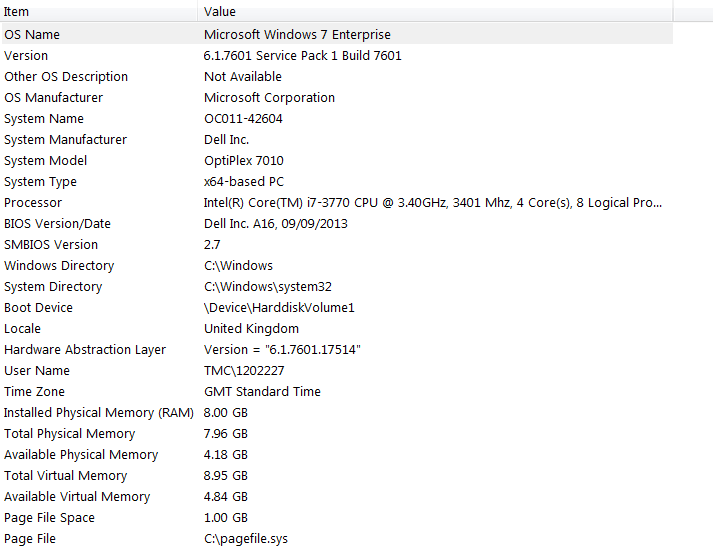 Item Value
OS Name Microsoft Windows 7 Enterprise
Version 6.1.7601 Service Pack 1 Build 7601
Other OS Description Not Available
OS Manufacturer Microsoft Corporation
System Name OC011-42604
System Manufacturer Dell Inc.
System Model OptiPlex 7010
System Type x64-based PC
Processor Intel(R) Core(TM) i7-3770 CPU @ 3.40GHz, 3401 Mhz, 4 Core(s), 8 Logical Pro...
BIOS Version/Date Dell Inc. A16, 09/09/2013
SMBIOS Version 2.7
Windows Directory C:\Windows
System Directory C:\Windows\system32
Boot Device \Device\HarddiskVolume1
Locale United Kingdom
Hardware Abstraction Layer Version = "6.1.7601.17514"
User Name TMC\1202227
Time Zone GMT Standard Time
Installed Physical Memory (RAM) 8.00 GB
Total Physical Memory 7.96 GB
Available Physical Memory 4.18 GB
Total Virtual Memory 8.95 GB
Available Virtual Memory 4.84 GB
Page File Space 1.00 GB
Page File C:\pagefile.sys